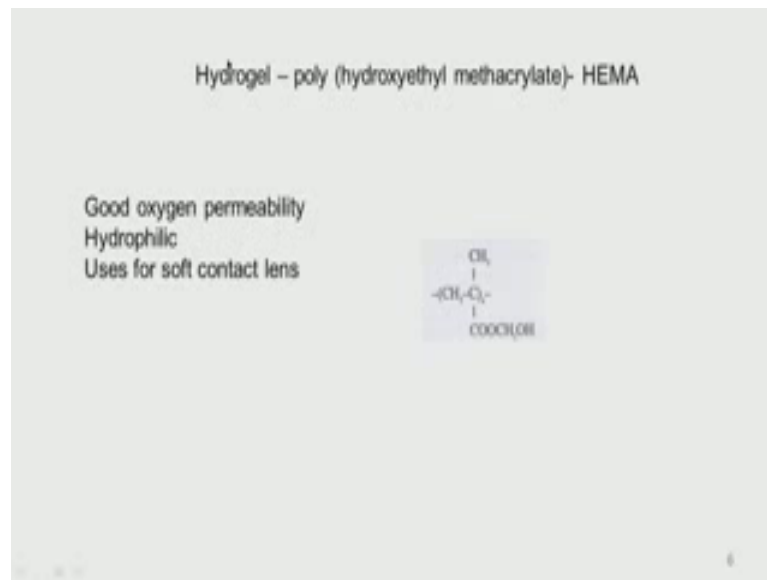 Hydrogel – poly (hydroxyethyl methacrylate)- HEMA
Good oxygen permeability
Hydrophilic
Uses for soft contact lens
CH₃
-(CH₂-C)ₙ-
COOCH₂OH
6